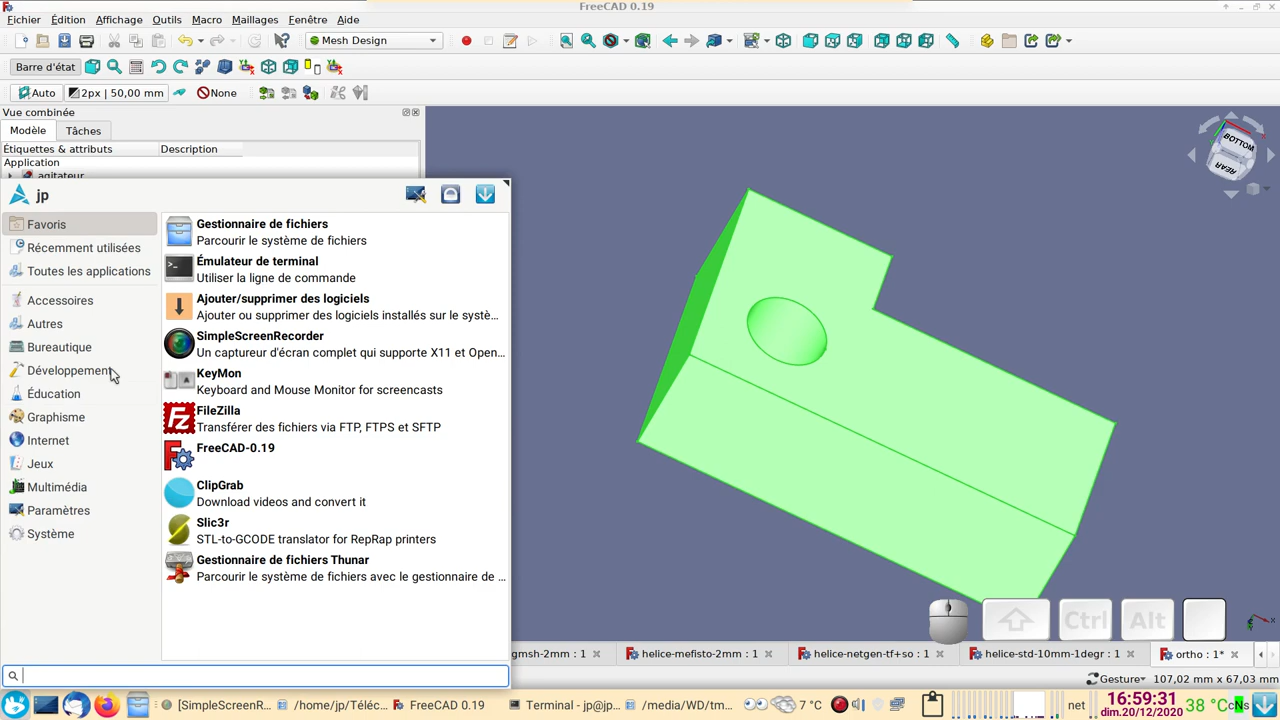 FreeCAD 0.19
Fichier Édition Affichage Outils Macro Maillages Fenêtre Aide
Mesh Design
Barre d'état
Auto 2px | 50,00 mm None
Vue combinée
Modèle Tâches
Étiquettes & attributs Description
Application
agitateur
jp
Favoris
Récemment utilisées
Toutes les applications
Accessoires
Autres
Bureautique
Développement
Éducation
Graphisme
Internet
Jeux
Multimédia
Paramètres
Système
Gestionnaire de fichiers
Parcourir le système de fichiers
Émulateur de terminal
Utiliser la ligne de commande
Ajouter/supprimer des logiciels
Ajouter ou supprimer des logiciels installés sur le systè...
SimpleScreenRecorder
Un captureur d'écran complet qui supporte X11 et Open...
KeyMon
Keyboard and Mouse Monitor for screencasts
FileZilla
Transférer des fichiers via FTP, FTPS et SFTP
FreeCAD-0.19
ClipGrab
Download videos and convert it
Slic3r
STL-to-GCODE translator for RepRap printers
Gestionnaire de fichiers Thunar
Parcourir le système de fichiers avec le gestionnaire de ...
BOTTOM
REAR
Ctrl Alt
gmsh-2mm : 1 helice-mefisto-2mm : 1 helice-netgen-tf+so : 1 helice-std-10mm-1degr : 1 ortho : 1*
Gesture 107,02 mm x 67,03 mm
[SimpleScreenR... /home/jp/Téléc... FreeCAD 0.19 Terminal - jp@jp... /media/WD/tm... 7 °C net 16:59:31 38 °C
dim.20/12/2020